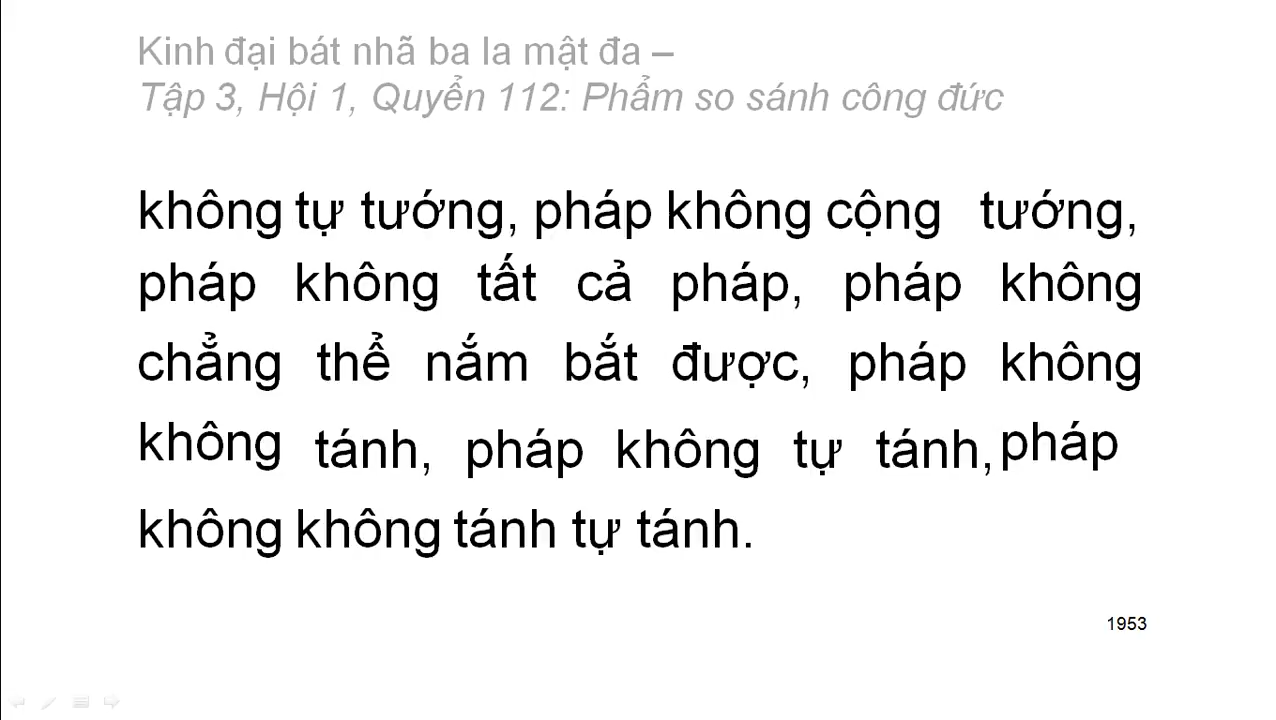 Kinh đại bát nhã ba la mật đa –
Tập 3, Hội 1, Quyển 112: Phẩm so sánh công đức
không tự tướng, pháp không cộng tướng,
pháp không tất cả pháp, pháp không
chẳng thể nắm bắt được, pháp không
không tánh, pháp không tự tánh, pháp
không không tánh tự tánh.
1953